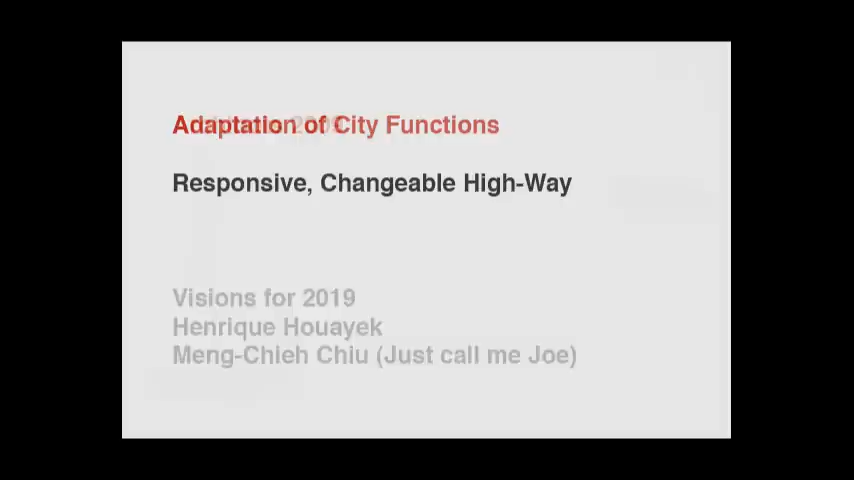 Adaptation of City Functions
Responsive, Changeable High-Way
Visions for 2019
Henrique Houayek
Meng-Chieh Chiu (Just call me Joe)